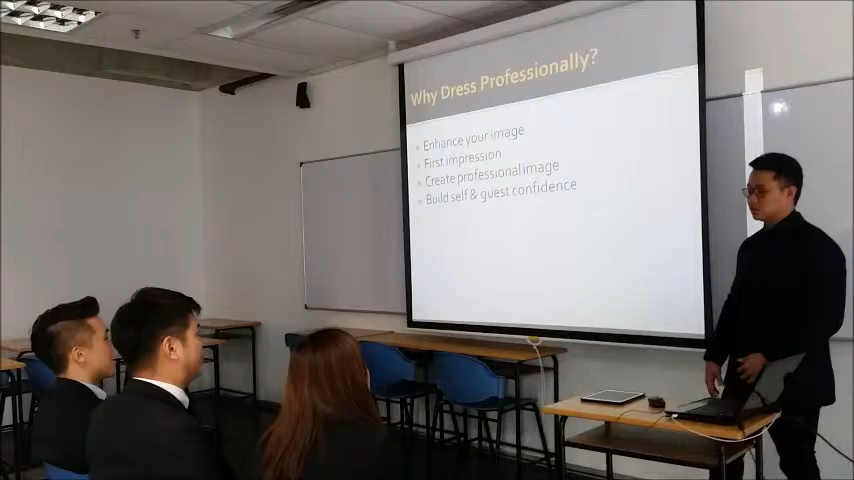 Why Dress Professionally?
Enhance your image
First impression
Create professional image
Build self & guest confidence